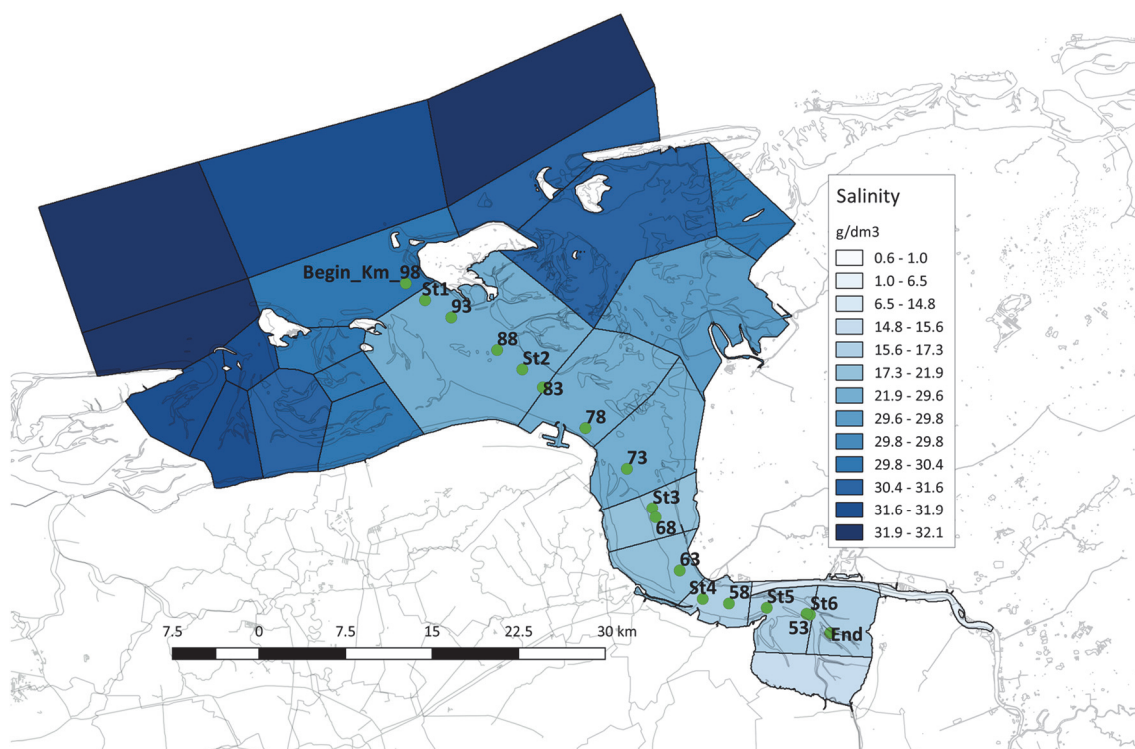 Salinity
g/dm3
0.6 - 1.0
1.0 - 6.5
6.5 - 14.8
14.8 - 15.6
15.6 - 17.3
17.3 - 21.9
21.9 - 29.6
29.6 - 29.8
29.8 - 29.8
29.8 - 30.4
30.4 - 31.6
31.6 - 31.9
31.9 - 32.1
Begin_Km_98
St1
93
88
St2
83
78
73
St3
68
63
St4
58
St5
St6
53
End
7.5 0 7.5 15 22.5 30 km